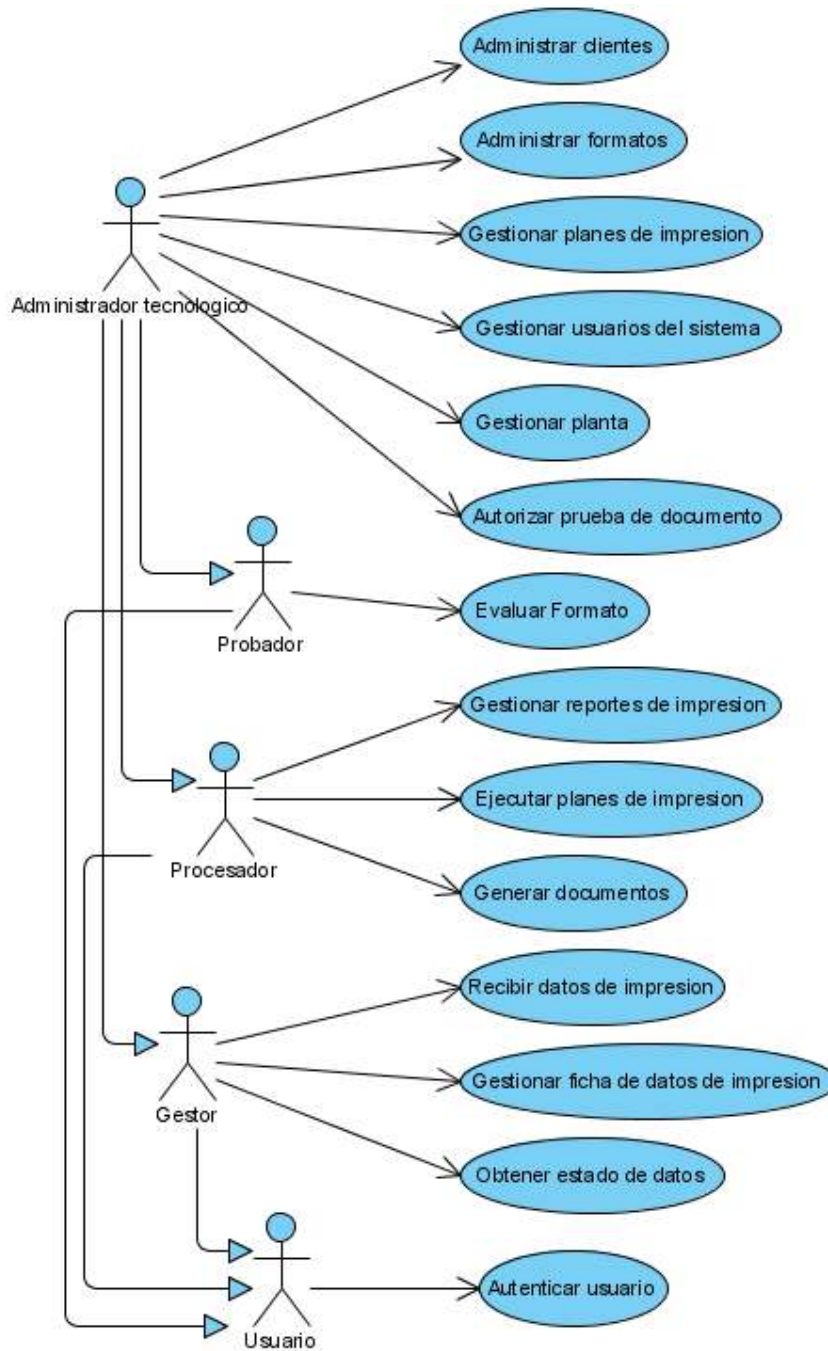 Administrar clientes
Administrar formatos
Gestionar planes de impresion
Administrador tecnologico
Gestionar usuarios del sistema
Gestionar planta
Autorizar prueba de documento
Evaluar Formato
Probador
Gestionar reportes de impresion
Ejecutar planes de impresion
Procesador
Generar documentos
Recibir datos de impresion
Gestionar ficha de datos de impresion
Gestor
Obtener estado de datos
Autenticar usuario
Usuario